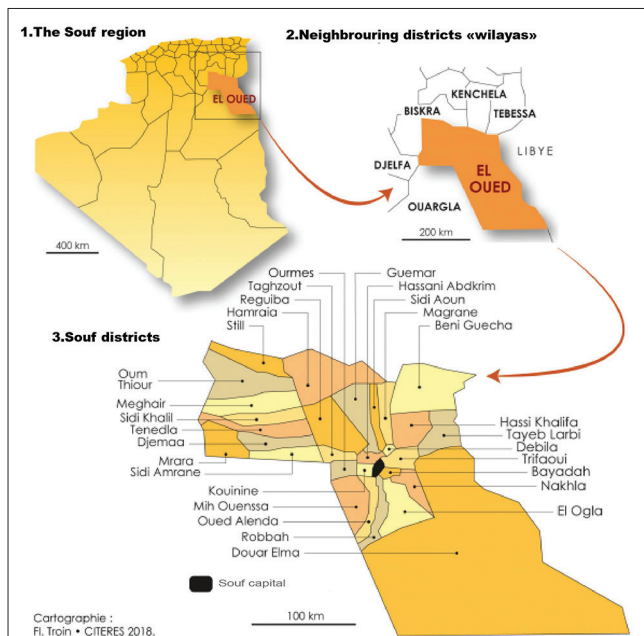 1.The Souf region
EL OUED
400 km
2.Neighbouring districts «wilayas»
KENCHELA
BISKRA
TEBESSA
LIBYE
DJELFA
EL
OUED
OUARGLA
200 km
3.Souf districts
Ourmes
Taghzout
Reguiba
Hamraia
Still
Guemar
Hassani Abdkrim
Sidi Aoun
Magrane
Beni Guecha
Oum
Thiour
Meghair
Sidi Khalil
Tenedla
Djemaa
Mrara
Sidi Amrane
Hassi Khalifa
Tayeb Larbi
Debila
Trifaoui
Bayadah
Nakhla
El Ogla
Kouinine
Mih Ouenssa
Oued Alenda
Robbah
Douar Elma
Souf capital
100 km
Cartographie :
Fl. Troin • CITERES 2018.